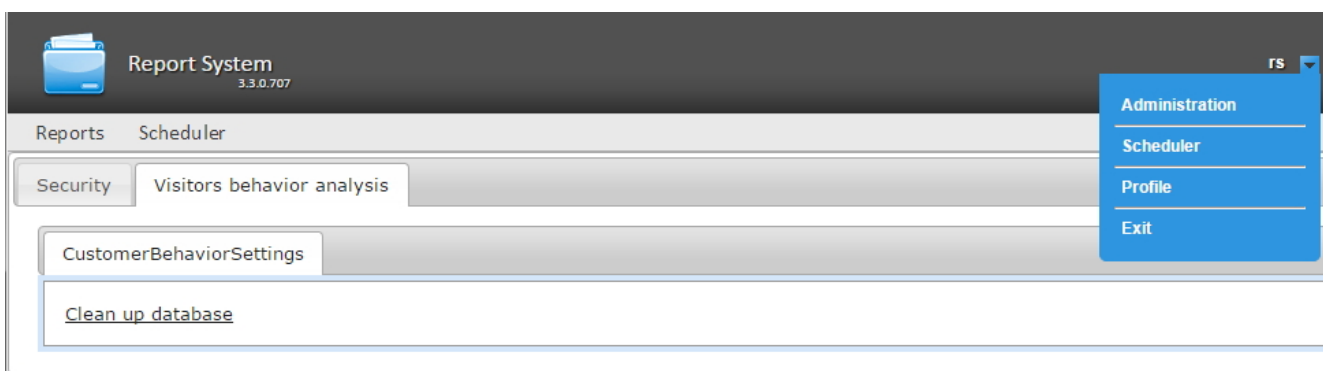 Report System
3.3.0.707
rs
Administration
Scheduler
Profile
Exit
Reports Scheduler
Security Visitors behavior analysis
CustomerBehaviorSettings
Clean up database